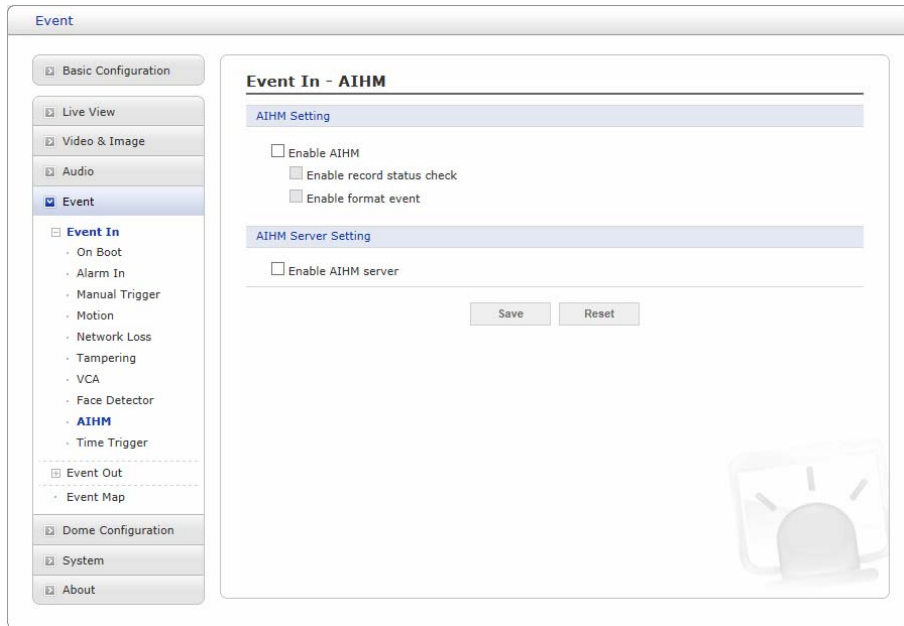 Event
Basic Configuration
Live View
Video & Image
Audio
Event
Event In
On Boot
Alarm In
Manual Trigger
Motion
Network Loss
Tampering
VCA
Face Detector
AIHM
Time Trigger
Event Out
Event Map
Dome Configuration
System
About
Event In - AIHM
AIHM Setting
Enable AIHM
Enable record status check
Enable format event
AIHM Server Setting
Enable AIHM server
Save Reset